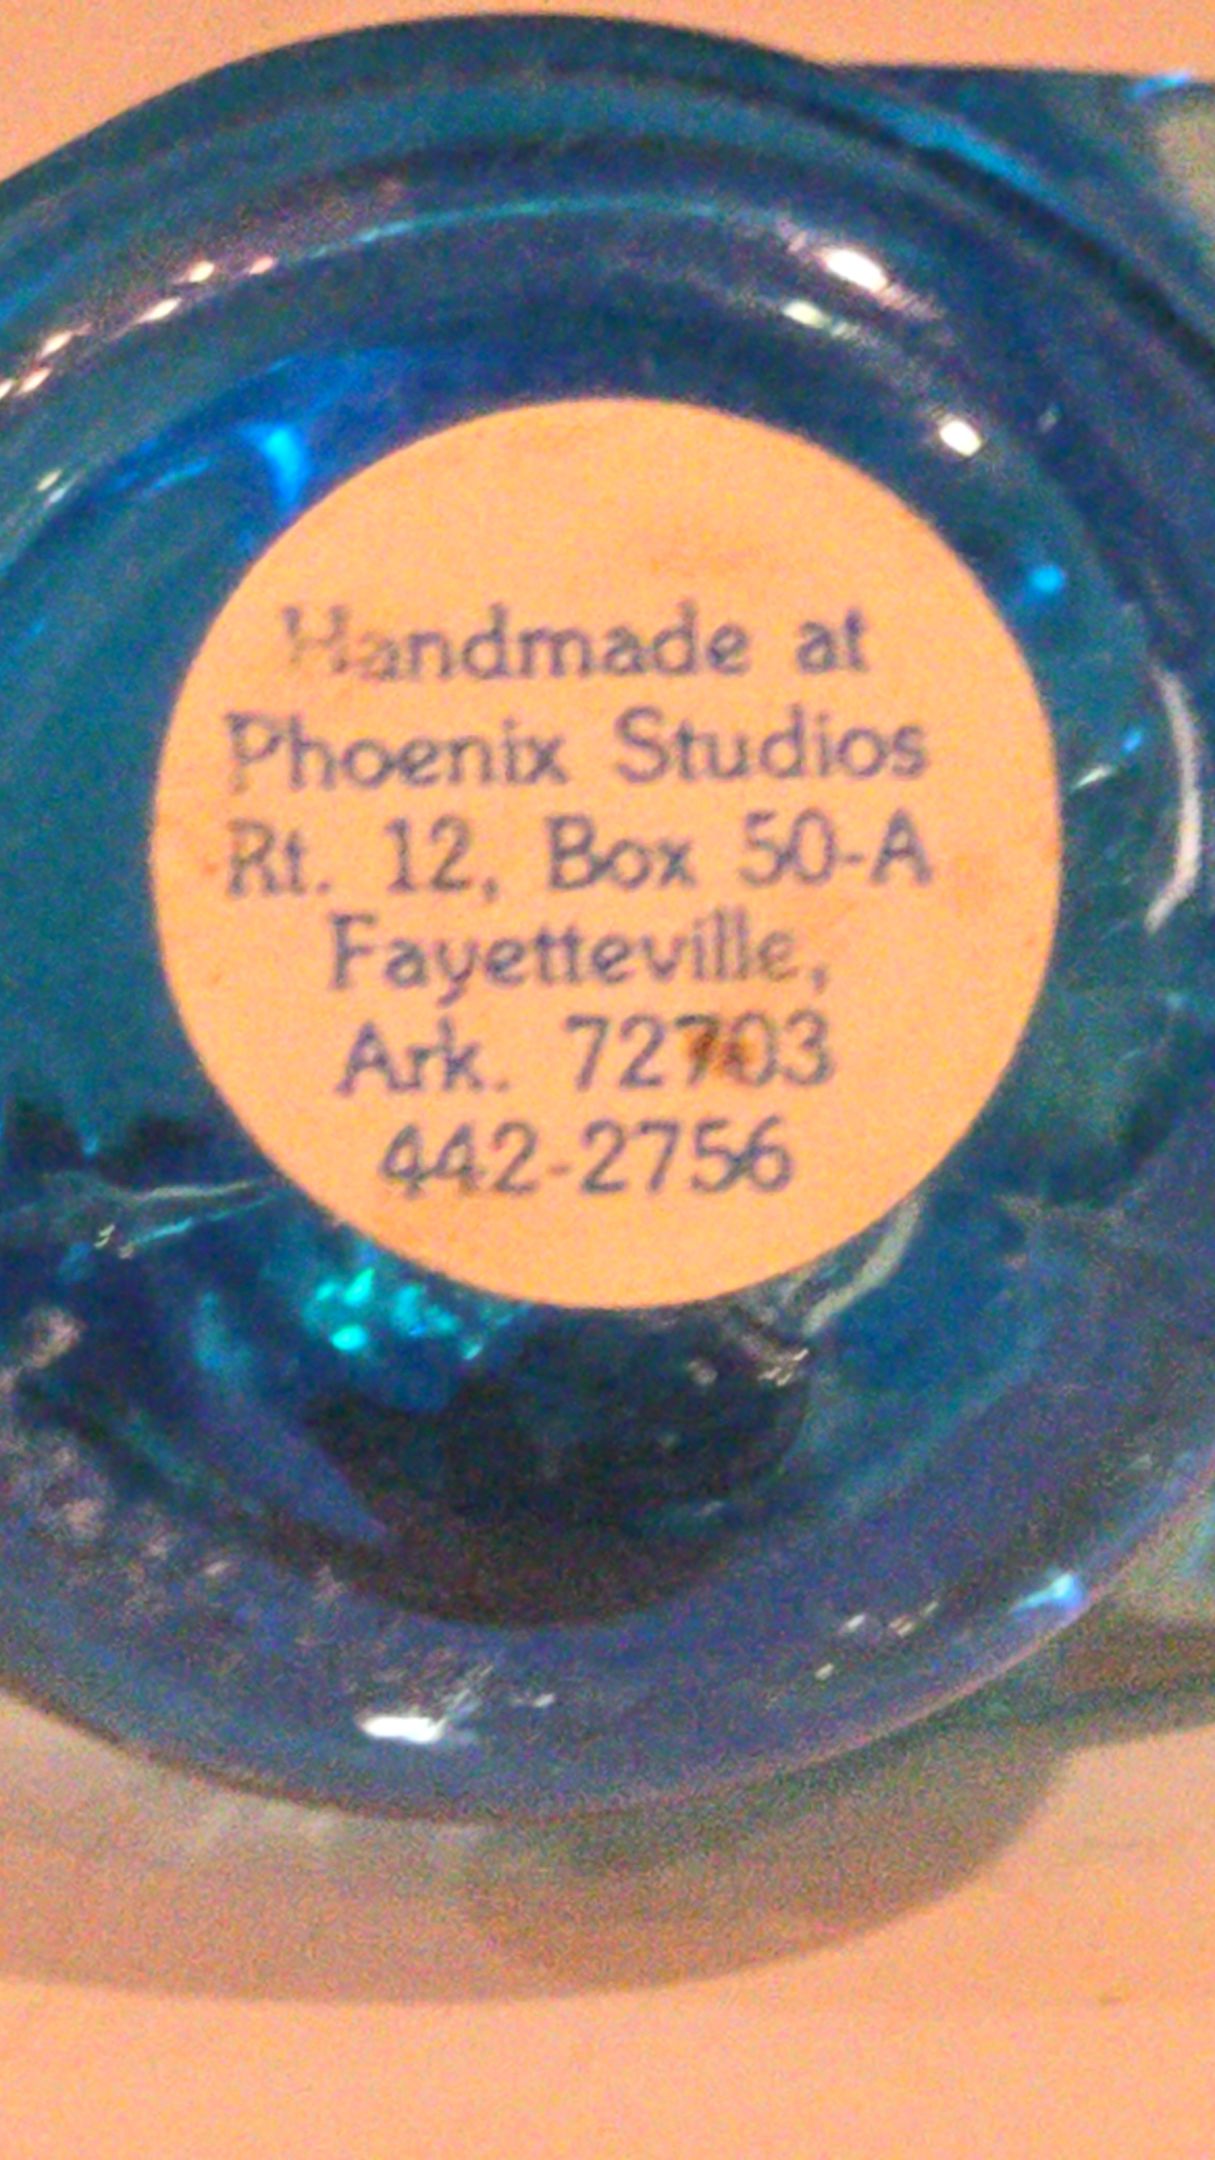 Handmade at
Phoenix Studios
Rt. 12, Box 50-A
Fayetteville,
Ark. 72703
442-2756